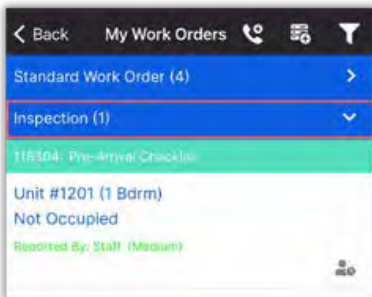 Back My Work Orders
Standard Work Order (4)
Inspection (1)
118304: Pre-Arrival Checklist
Unit #1201 (1 Bdrm)
Not Occupied
Reported By: Staff (Medium)